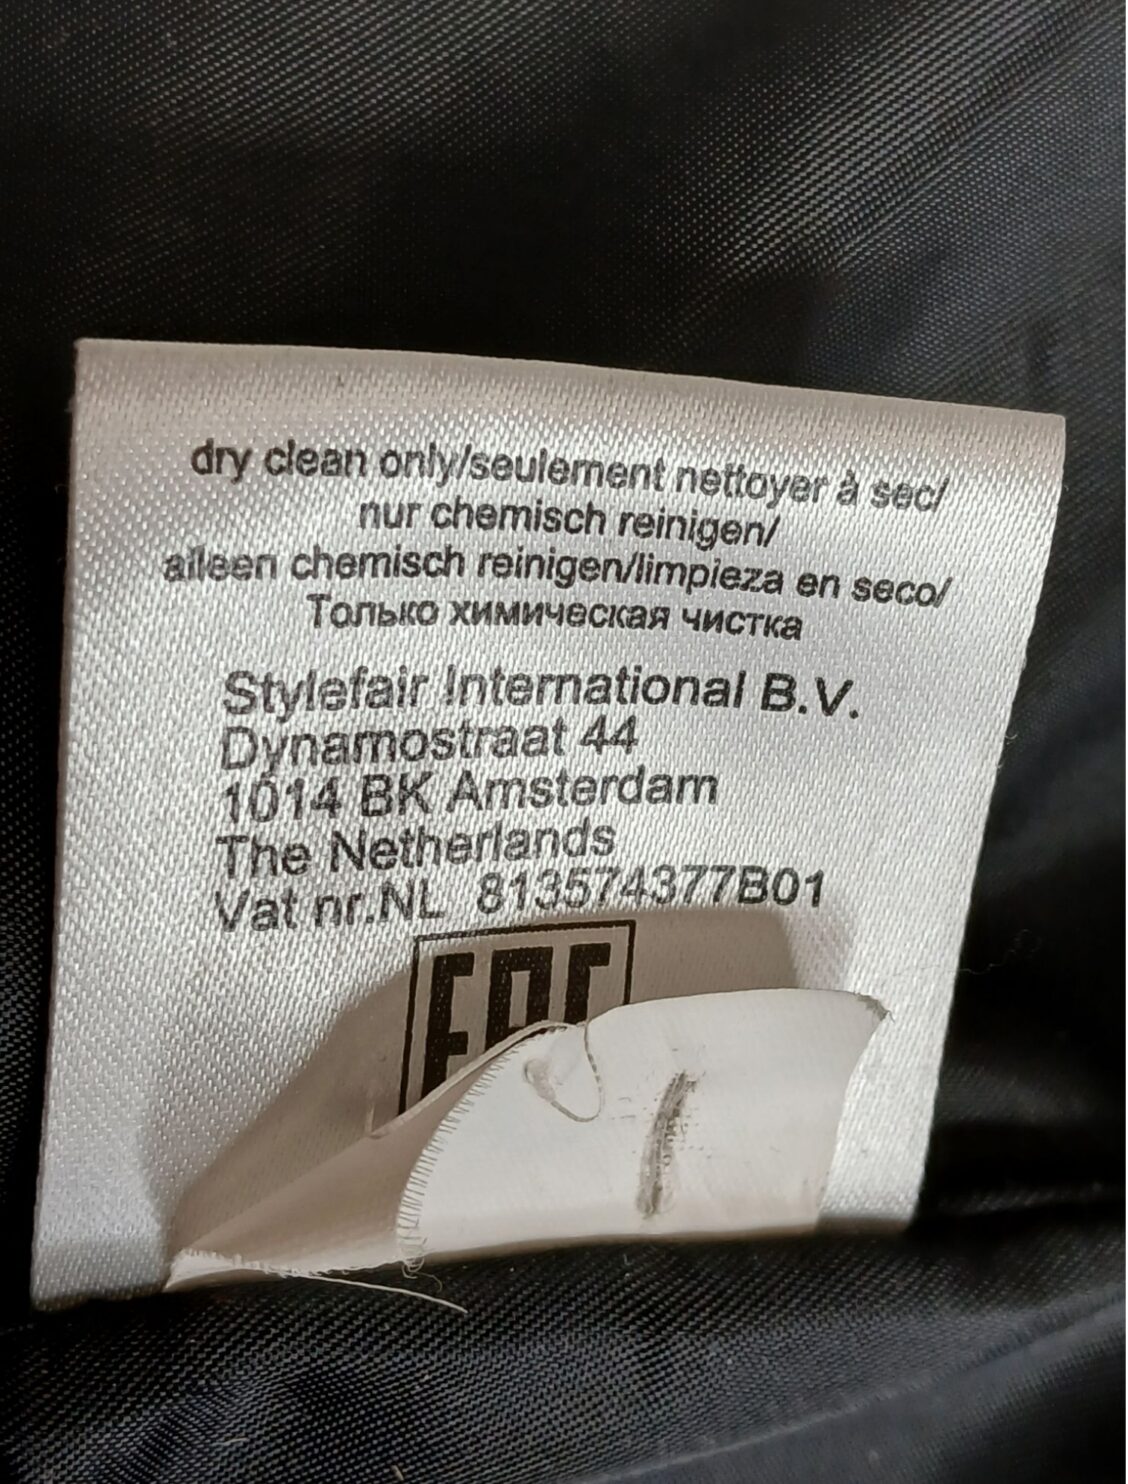 dry clean only/seulement nettoyer à sec/
nur chemisch reinigen/
alleen chemisch reinigen/limpieza en seco/
Только химическая чистка
Stylefair International B.V.
Dynamostraat 44
1014 BK Amsterdam
The Netherlands
Vat nr.NL 813574377B01
EAC